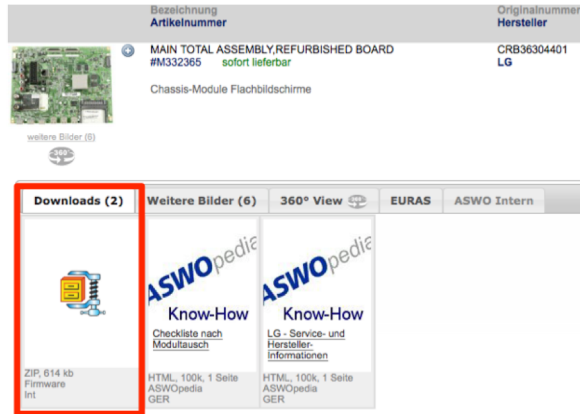 Bezeichnung Originalnummer
Artikelnummer Hersteller
MAIN TOTAL ASSEMBLY,REFURBISHED BOARD CRB36304401
#M332365 sofort lieferbar LG
Chassis-Module Flachbildschirme
weitere Bilder (6)
360°
Downloads (2) Weitere Bilder (6) 360° View EURAS ASWO Intern
ASWOpedia ASWOpedia
Know-How Know-How
Checkliste nach LG - Service- und
Modultausch Hersteller-
Informationen
ZIP, 614 kb HTML, 100k, 1 Seite HTML, 100k, 1 Seite
Firmware ASWOpedia ASWOpedia
Int GER GER